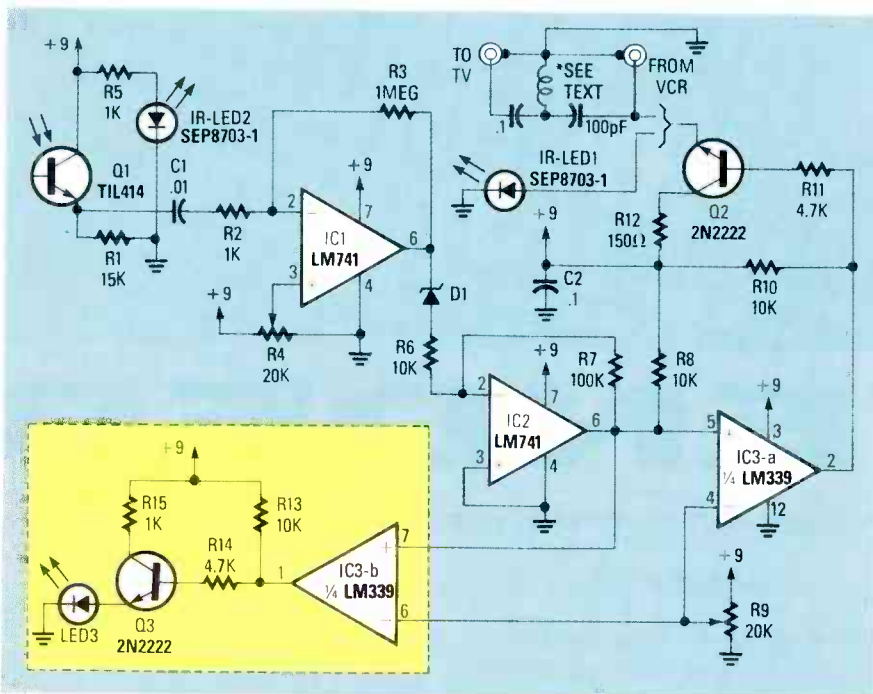 +9
R5
1K
IR-LED2
SEP8703-1
Q1
TIL414
C1
.01
R1
15K
R2
1K
R3
1MEG
+9
2
-
7
IC1
LM741
6
3
+
4
+9
R4
20K
D1
R6
10K
TO
TV
*SEE
TEXT
FROM
VCR
.1
100pF
IR-LED1
SEP8703-1
Q2
2N2222
R11
4.7K
R12
150Ω
+9
C2
.1
R10
10K
+9
2
-
7
IC2
LM741
6
3
+
4
R7
100K
R8
10K
+9
5
+
3
IC3-a
¼ LM339
2
4
-
12
+9
R9
20K
+9
R15
1K
R13
10K
R14
4.7K
1
IC3-b
¼ LM339
7
+
6
-
LED3
Q3
2N2222